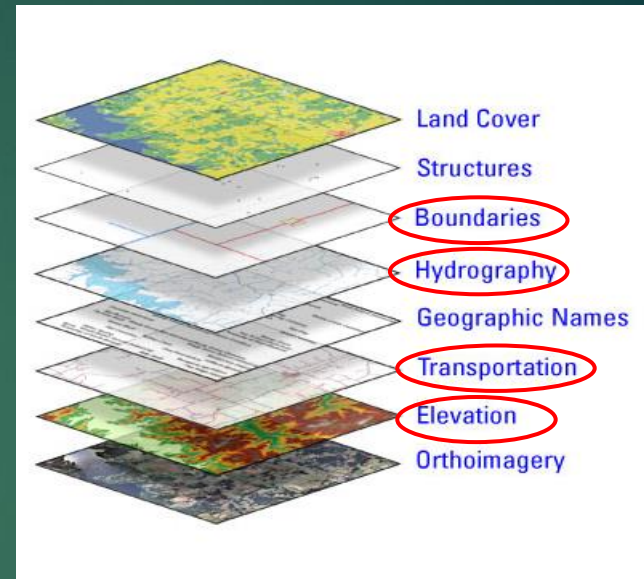 Land Cover
Structures
Boundaries
Hydrography
Geographic Names
Transportation
Elevation
Orthoimagery